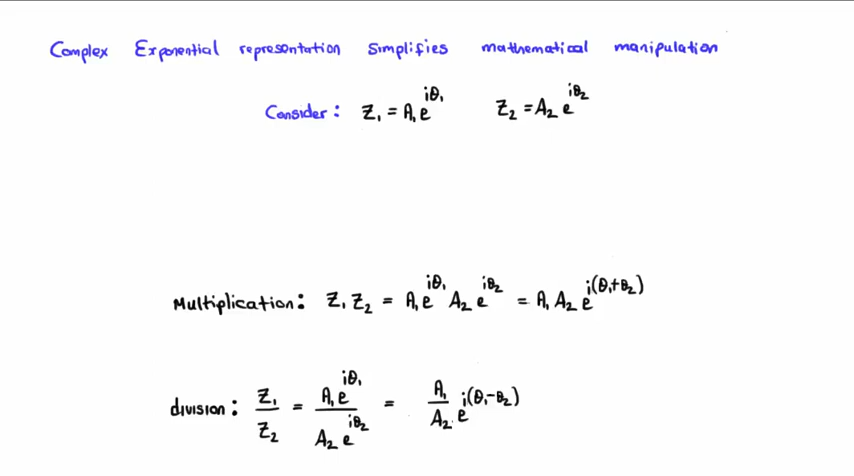 Complex Exponential representation simplifies mathematical manipulation
Consider: Z₁ = A₁e^{iθ₁} Z₂ = A₂e^{iθ₂}
Multiplication: Z₁Z₂ = A₁e^{iθ₁} A₂e^{iθ₂} = A₁A₂e^{i(θ₁+θ₂)}
division: Z₁/Z₂ = A₁e^{iθ₁}/A₂e^{iθ₂} = A₁/A₂ e^{i(θ₁-θ₂)}